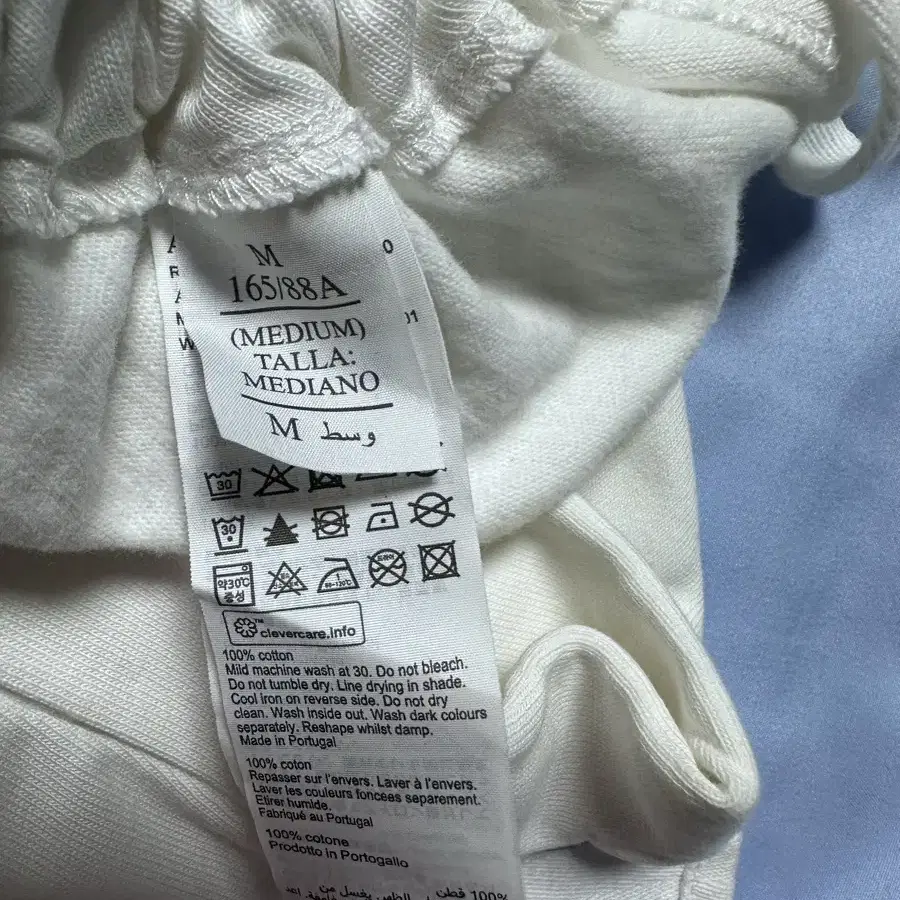 M
165/88A
(MEDIUM)
TALLA:
MEDIANO
M وسط
30
30
약30℃
중성
clevercare.info
100% cotton
Mild machine wash at 30. Do not bleach.
Do not tumble dry. Line drying in shade.
Cool iron on reverse side. Do not dry
clean. Wash inside out. Wash dark colours
separately. Reshape whilst damp.
Made in Portugal
100% coton
Repasser sur l'envers. Laver à l'envers.
Laver les couleurs foncées separement.
Etirer humide.
Fabriqué au Portugal
100% cotone
Prodotto in Portogallo
100% قطن